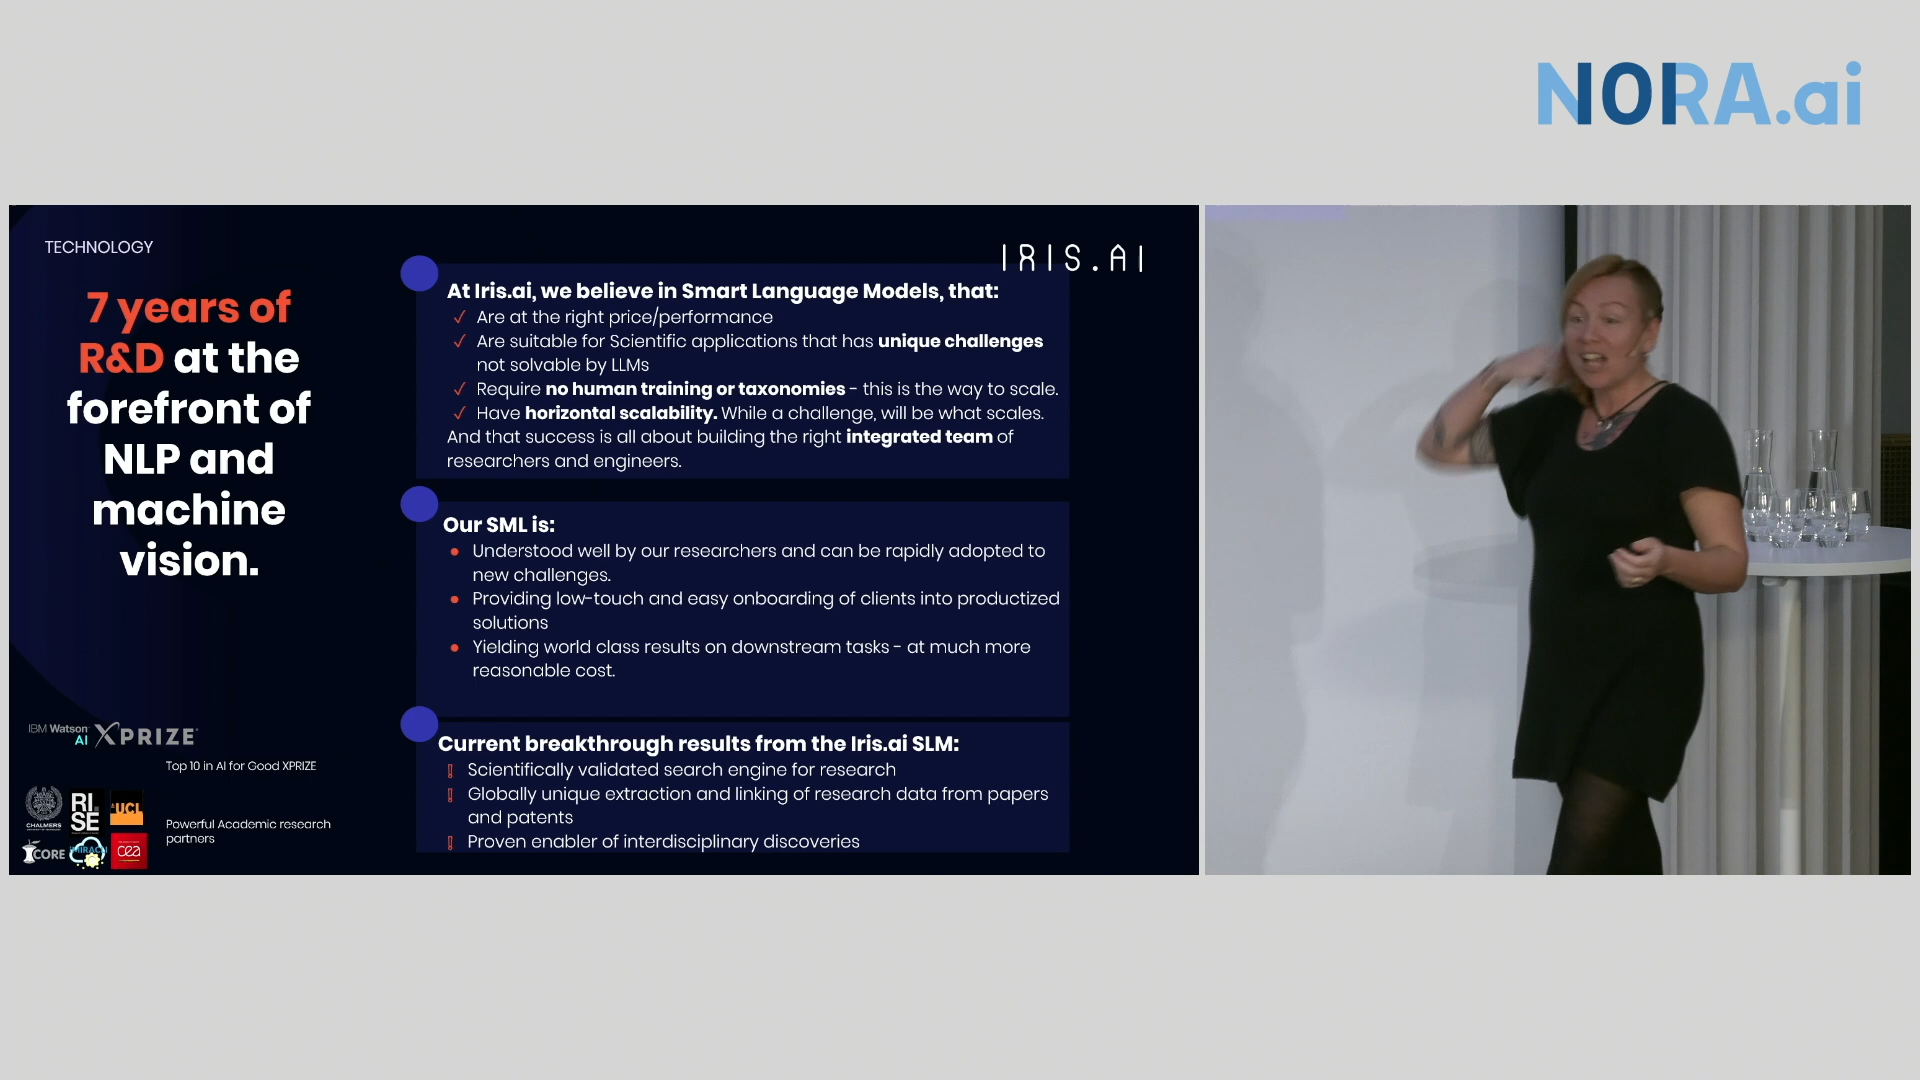 NORA.ai
TECHNOLOGY
IRIS.AI
7 years of
R&D at the
forefront of
NLP and
machine
vision.
At Iris.ai, we believe in Smart Language Models, that:
✓ Are at the right price/performance
✓ Are suitable for Scientific applications that has unique challenges
not solvable by LLMs
✓ Require no human training or taxonomies - this is the way to scale.
✓ Have horizontal scalability. While a challenge, will be what scales.
And that success is all about building the right integrated team of
researchers and engineers.
Our SML is:
● Understood well by our researchers and can be rapidly adopted to
new challenges.
● Providing low-touch and easy onboarding of clients into productized
solutions
● Yielding world class results on downstream tasks - at much more
reasonable cost.
Current breakthrough results from the Iris.ai SLM:
Scientifically validated search engine for research
Globally unique extraction and linking of research data from papers
and patents
Proven enabler of interdisciplinary discoveries
IBM Watson
AI
XPRIZE
Top 10 in AI for Good XPRIZE
CHALMERS
RI.
SE
UCL
CORE
cea
Powerful Academic research
partners